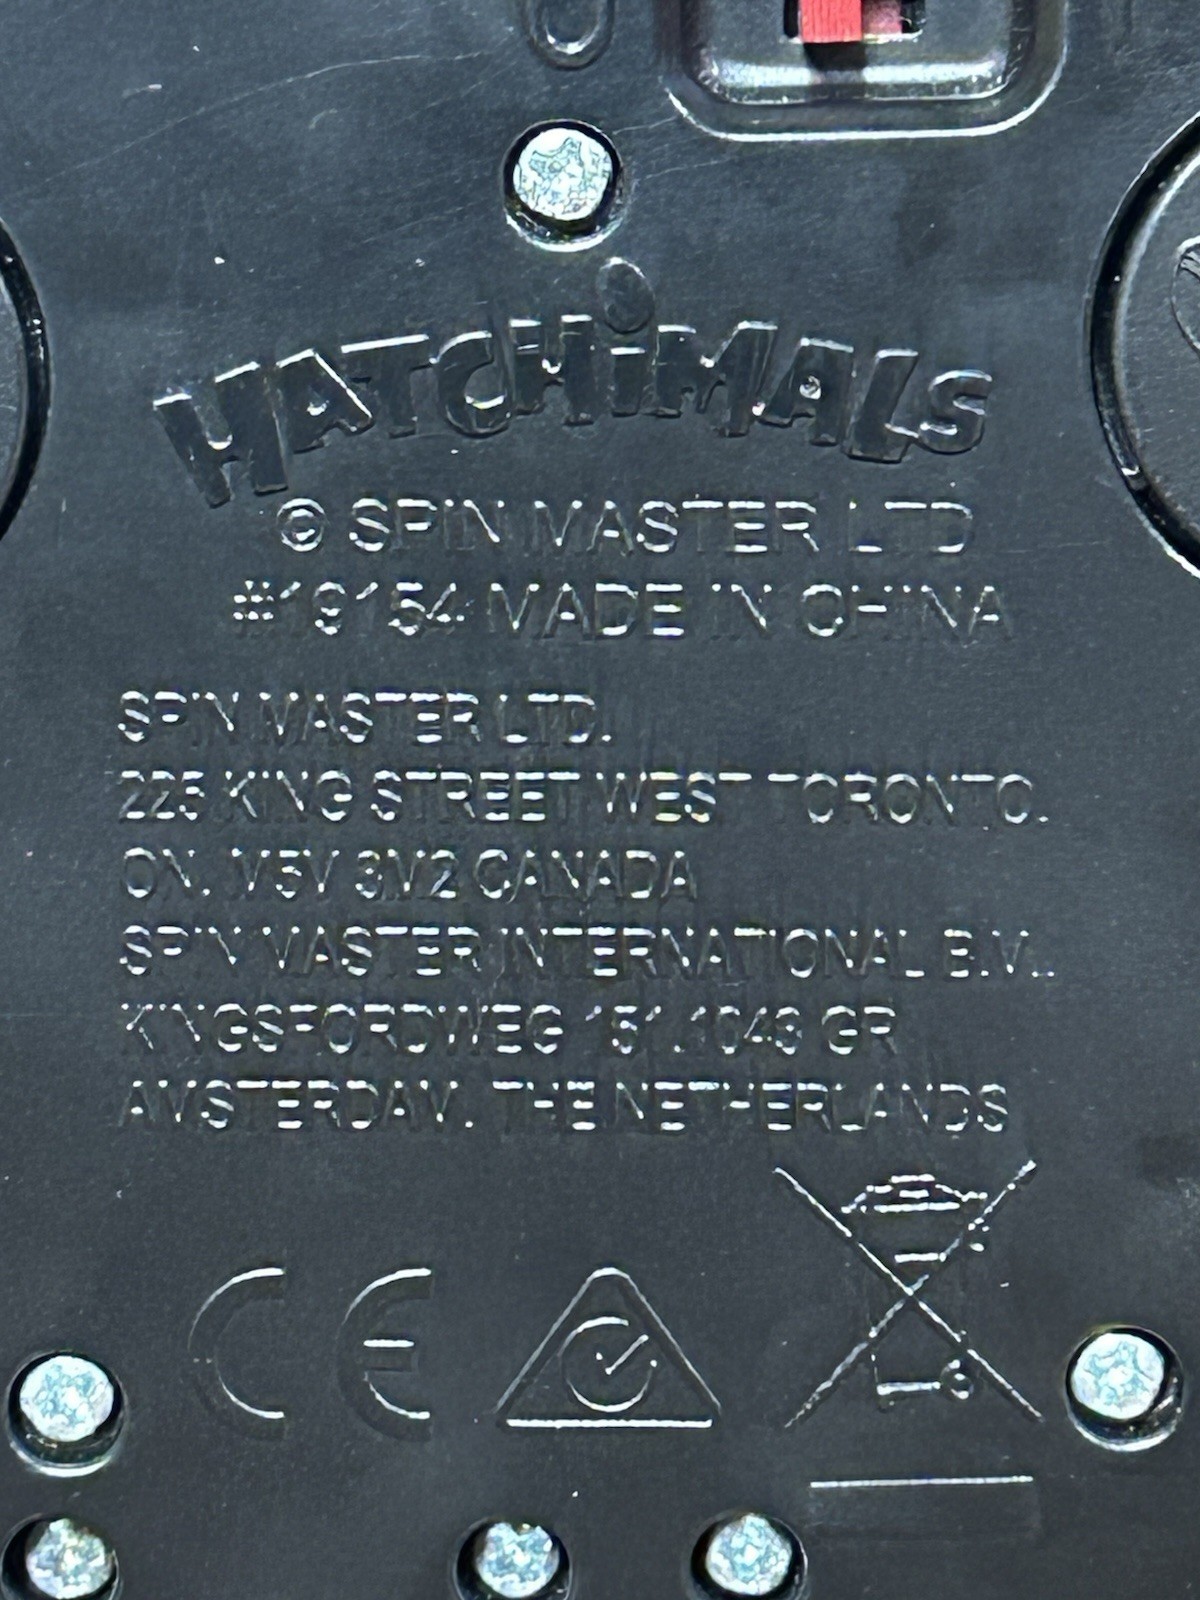 HATCHiMALS
© SPIN MASTER LTD
#19154 MADE IN CHINA
SPIN MASTER LTD.
225 KING STREET WEST TORONTO.
ON. M5V 3M2 CANADA
SPIN MASTER INTERNATIONAL B.V..
KINGSFORDWEG 151.1043 GR
AMSTERDAM. THE NETHERLANDS
CE